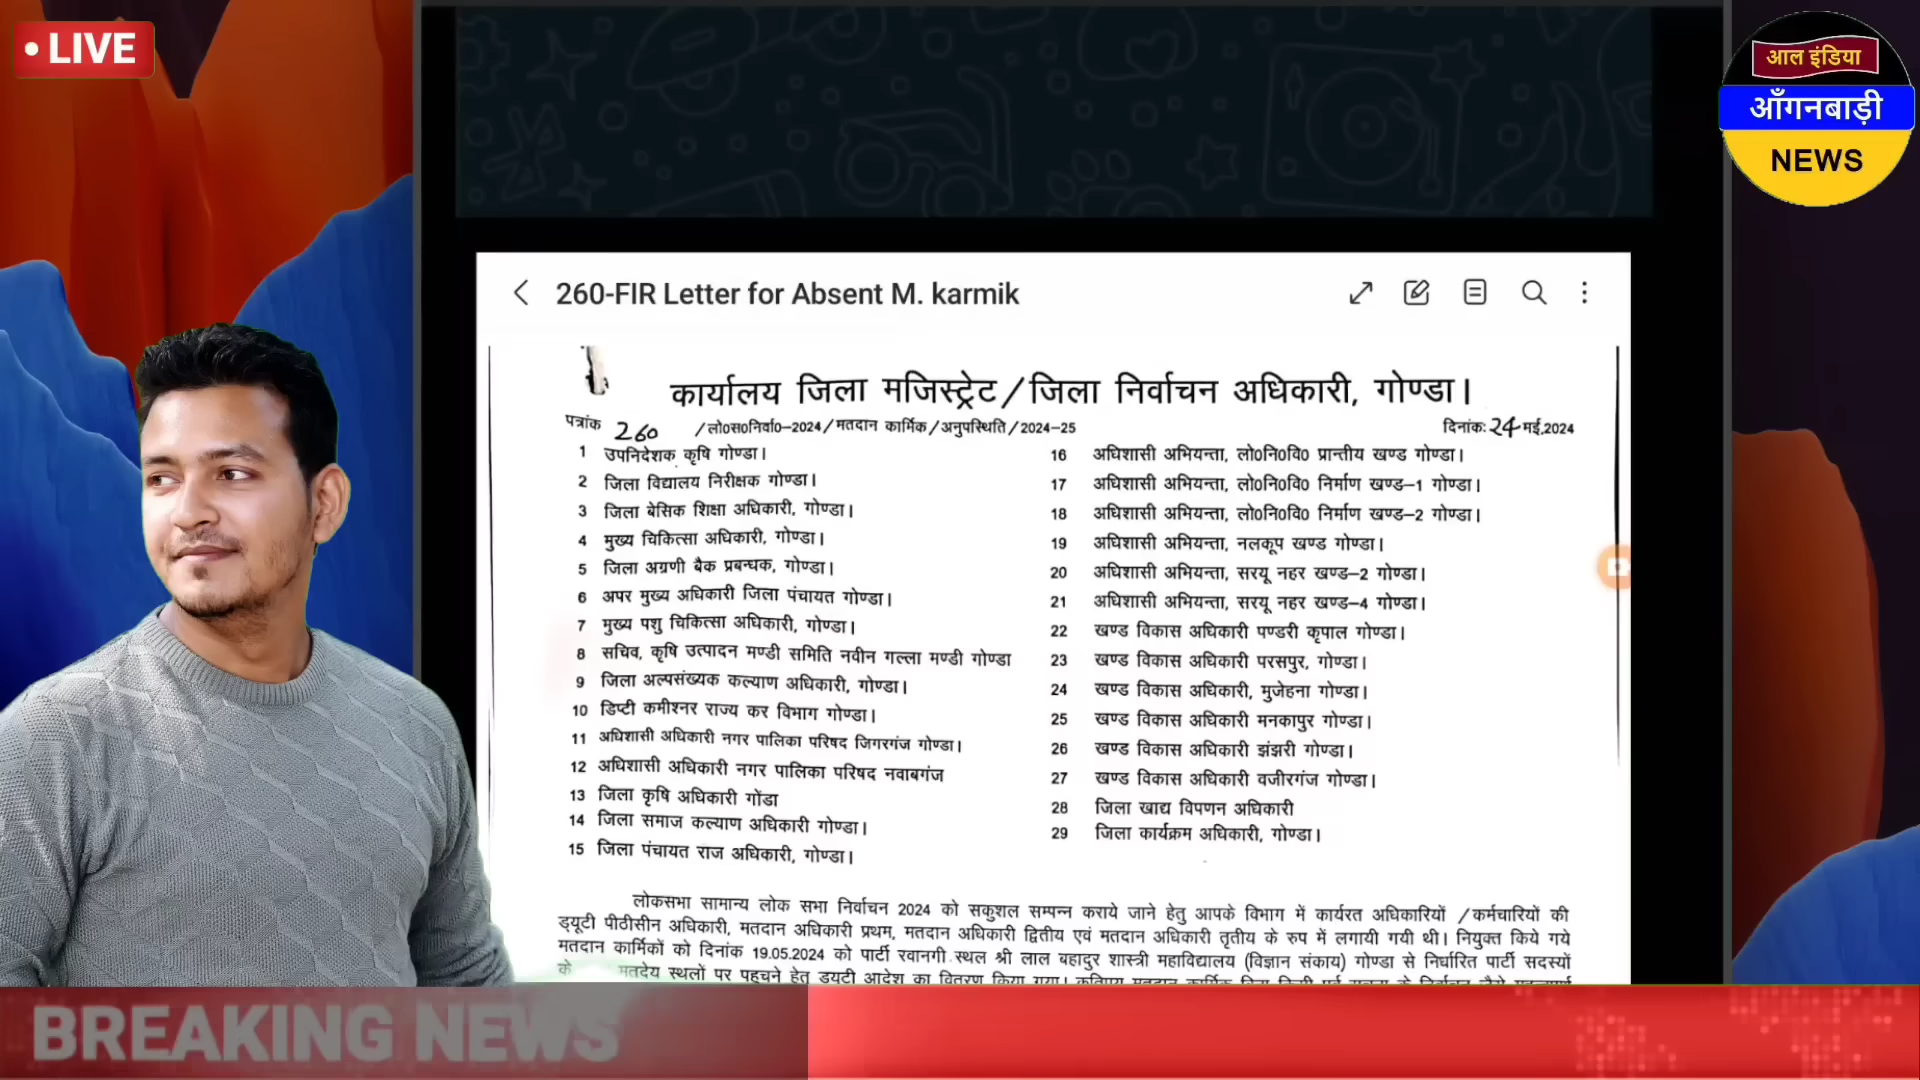 LIVE
आल इंडिया
आँगनबाड़ी
NEWS
260-FIR Letter for Absent M. karmik
कार्यालय जिला मजिस्ट्रेट/जिला निर्वाचन अधिकारी, गोण्डा।
पत्रांक 260 /लो0स0निर्वा0-2024/मतदान कार्मिक/अनुपस्थिति/2024-25 दिनांक: 24 मई,2024
1 उपनिदेशक कृषि गोण्डा।
2 जिला विद्यालय निरीक्षक गोण्डा।
3 जिला बेसिक शिक्षा अधिकारी, गोण्डा।
4 मुख्य चिकित्सा अधिकारी, गोण्डा।
5 जिला अग्रणी बैक प्रबन्धक, गोण्डा।
6 अपर मुख्य अधिकारी जिला पंचायत गोण्डा।
7 मुख्य पशु चिकित्सा अधिकारी, गोण्डा।
8 सचिव, कृषि उत्पादन मण्डी समिति नवीन गल्ला मण्डी गोण्डा
9 जिला अल्पसंख्यक कल्याण अधिकारी, गोण्डा।
10 डिप्टी कमीश्नर राज्य कर विभाग गोण्डा।
11 अधिशासी अधिकारी नगर पालिका परिषद जिगरगंज गोण्डा।
12 अधिशासी अधिकारी नगर पालिका परिषद नवाबगंज
13 जिला कृषि अधिकारी गोंडा
14 जिला समाज कल्याण अधिकारी गोण्डा।
15 जिला पंचायत राज अधिकारी, गोण्डा।
16 अधिशासी अभियन्ता, लो0नि0वि0 प्रान्तीय खण्ड गोण्डा।
17 अधिशासी अभियन्ता, लो0नि0वि0 निर्माण खण्ड-1 गोण्डा।
18 अधिशासी अभियन्ता, लो0नि0वि0 निर्माण खण्ड-2 गोण्डा।
19 अधिशासी अभियन्ता, नलकूप खण्ड गोण्डा।
20 अधिशासी अभियन्ता, सरयू नहर खण्ड-2 गोण्डा।
21 अधिशासी अभियन्ता, सरयू नहर खण्ड-4 गोण्डा।
22 खण्ड विकास अधिकारी पण्डरी कृपाल गोण्डा।
23 खण्ड विकास अधिकारी परसपुर, गोण्डा।
24 खण्ड विकास अधिकारी, मुजेहना गोण्डा।
25 खण्ड विकास अधिकारी मनकापुर गोण्डा।
26 खण्ड विकास अधिकारी झंझरी गोण्डा।
27 खण्ड विकास अधिकारी वजीरगंज गोण्डा।
28 जिला खाद्य विपणन अधिकारी
29 जिला कार्यक्रम अधिकारी, गोण्डा।
लोकसभा सामान्य लोक सभा निर्वाचन 2024 को सकुशल सम्पन्न कराये जाने हेतु आपके विभाग में कार्यरत अधिकारियों /कर्मचारियों की
ड्यूटी पीठीसीन अधिकारी, मतदान अधिकारी प्रथम, मतदान अधिकारी द्वितीय एवं मतदान अधिकारी तृतीय के रुप में लगायी गयी थी। नियुक्त किये गये
मतदान कार्मिकों को दिनांक 19.05.2024 को पार्टी रवानगी स्थल श्री लाल बहादुर शास्त्री महाविद्यालय (विज्ञान संकाय) गोण्डा से निर्धारित पार्टी सदस्यों
के मतदेय स्थलों पर पहुचने हेतु ड्यूटी आदेश का वितरण किया गया।
BREAKING NEWS